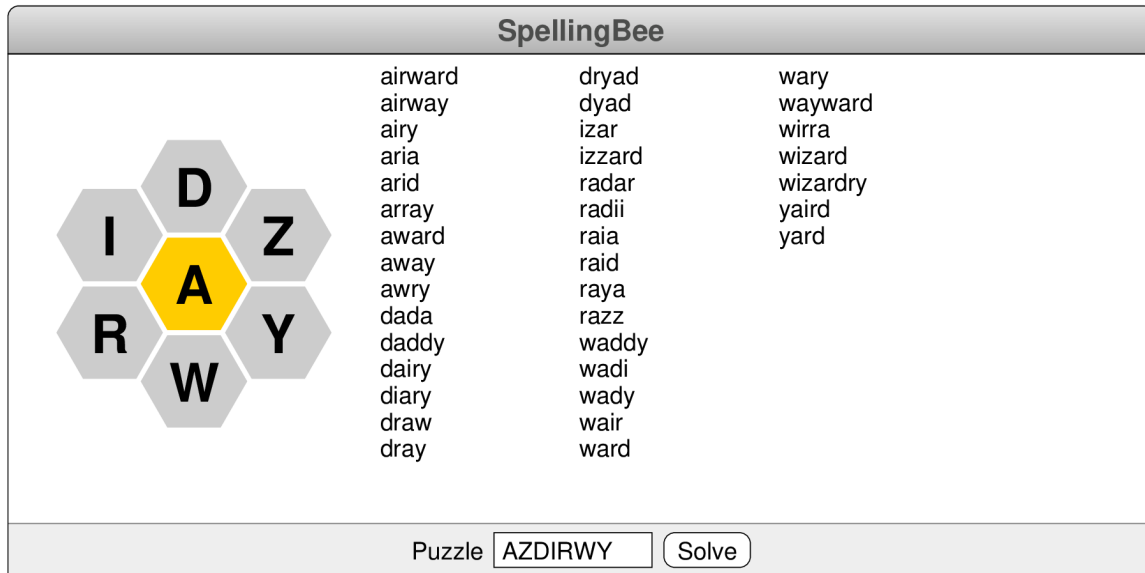 SpellingBee
D
I
Z
A
R
Y
W
airward
airway
airy
aria
arid
array
award
away
awry
dada
daddy
dairy
diary
draw
dray
dryad
dyad
izar
izzard
radar
radii
raia
raid
raya
razz
waddy
wadi
wady
wair
ward
wary
wayward
wirra
wizard
wizardry
yaird
yard
Puzzle AZDIRWY Solve